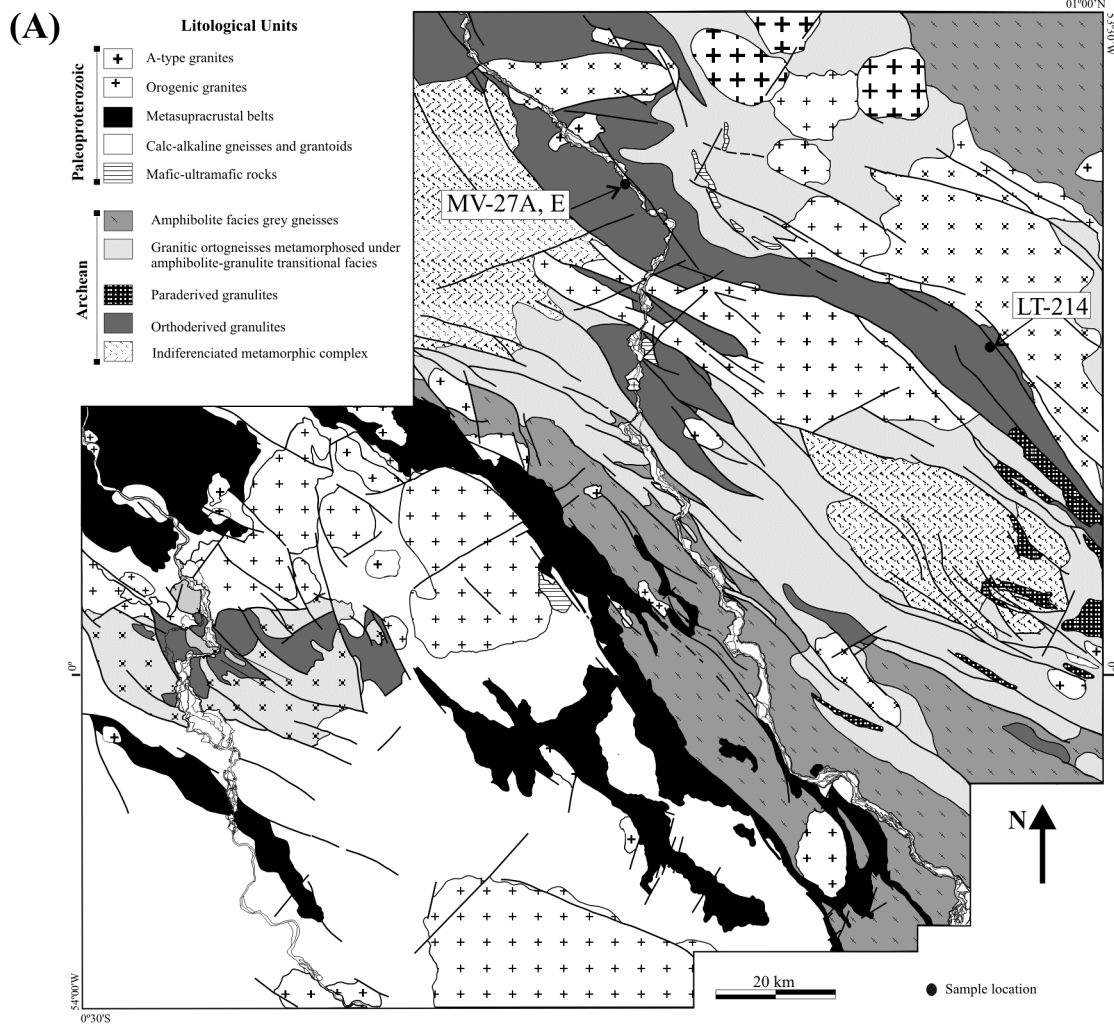 (A)
Litological Units
Paleoproterozoic
A-type granites
Orogenic granites
Metasupracrustal belts
Calc-alkaline gneisses and grantoids
Mafic-ultramafic rocks
Archean
Amphibolite facies grey gneisses
Granitic ortogneisses metamorphosed under
amphibolite-granulite transitional facies
Paraderived granulites
Orthoderived granulites
Indiferenciated metamorphic complex
01°00'N
53°30'W
MV-27A, E
LT-214
0°
0°
N
20 km
Sample location
54°00'W
0°30'S